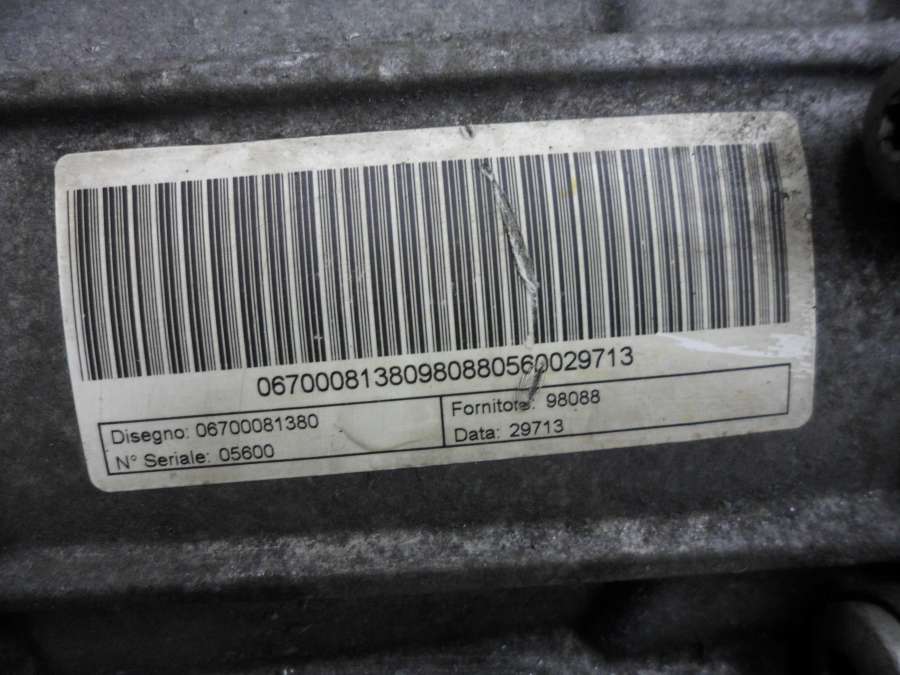 06700081380980880560029713
Disegno: 06700081380
N° Seriale: 05600
Fornitore: 98088
Data: 29713